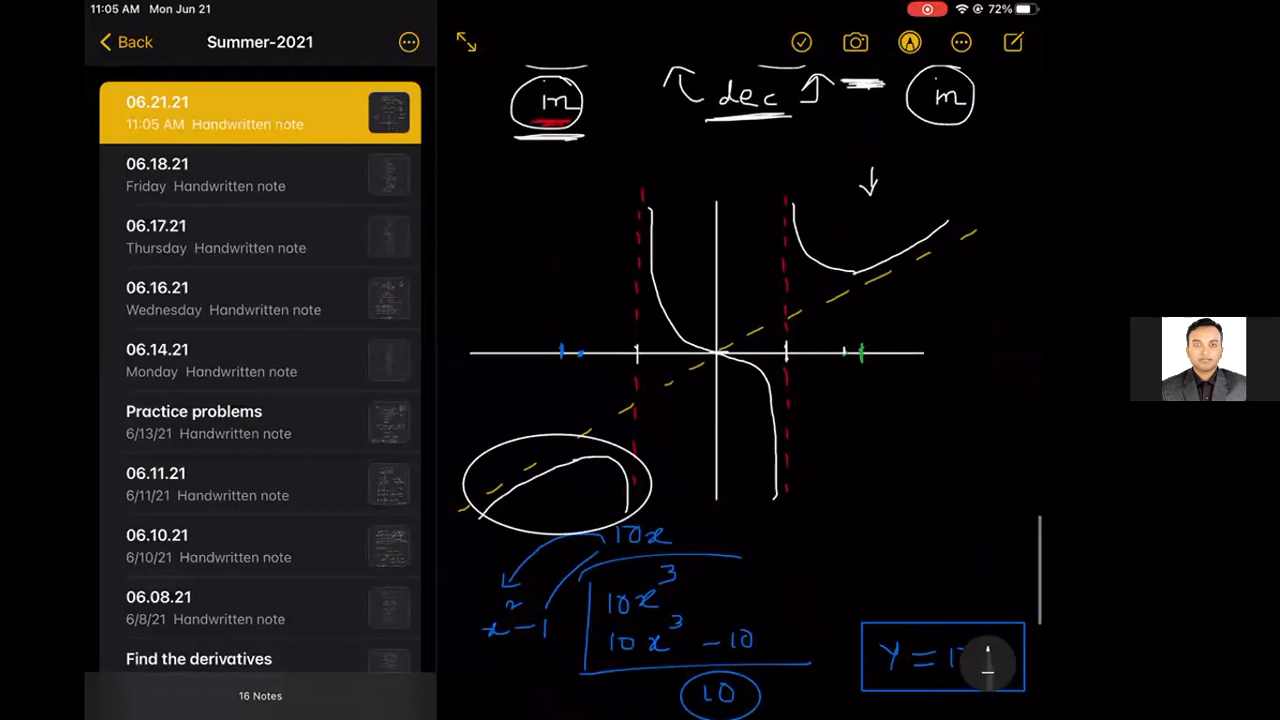 11:05 AM Mon Jun 21
72%
Back
Summer-2021
06.21.21
11:05 AM Handwritten note
06.18.21
Friday Handwritten note
06.17.21
Thursday Handwritten note
06.16.21
Wednesday Handwritten note
06.14.21
Monday Handwritten note
Practice problems
6/13/21 Handwritten note
06.11.21
6/11/21 Handwritten note
06.10.21
6/10/21 Handwritten note
06.08.21
6/8/21 Handwritten note
Find the derivatives
16 Notes
in dec in
10x
x² - 1
10x³
10x³ - 10
10
Y = 1